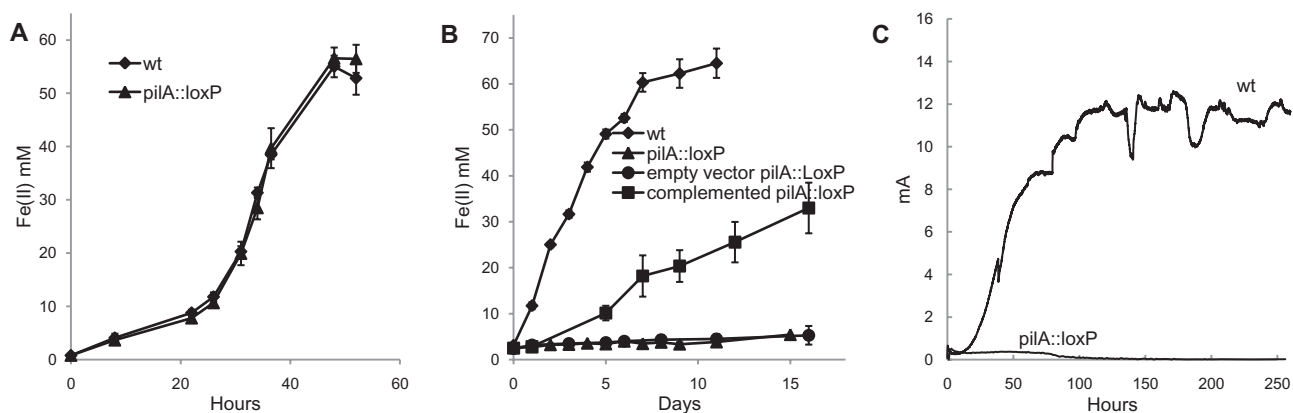 A
wt
pilA::loxP
Fe(II) mM
60
50
40
30
20
10
0
0 20 40 60
Hours
B
wt
pilA::loxP
empty vector pilA::LoxP
complemented pilA::loxP
Fe(II) mM
70
60
50
40
30
20
10
0
0 5 10 15
Days
C
wt
pilA::loxP
mA
16
14
12
10
8
6
4
2
0
0 50 100 150 200 250
Hours